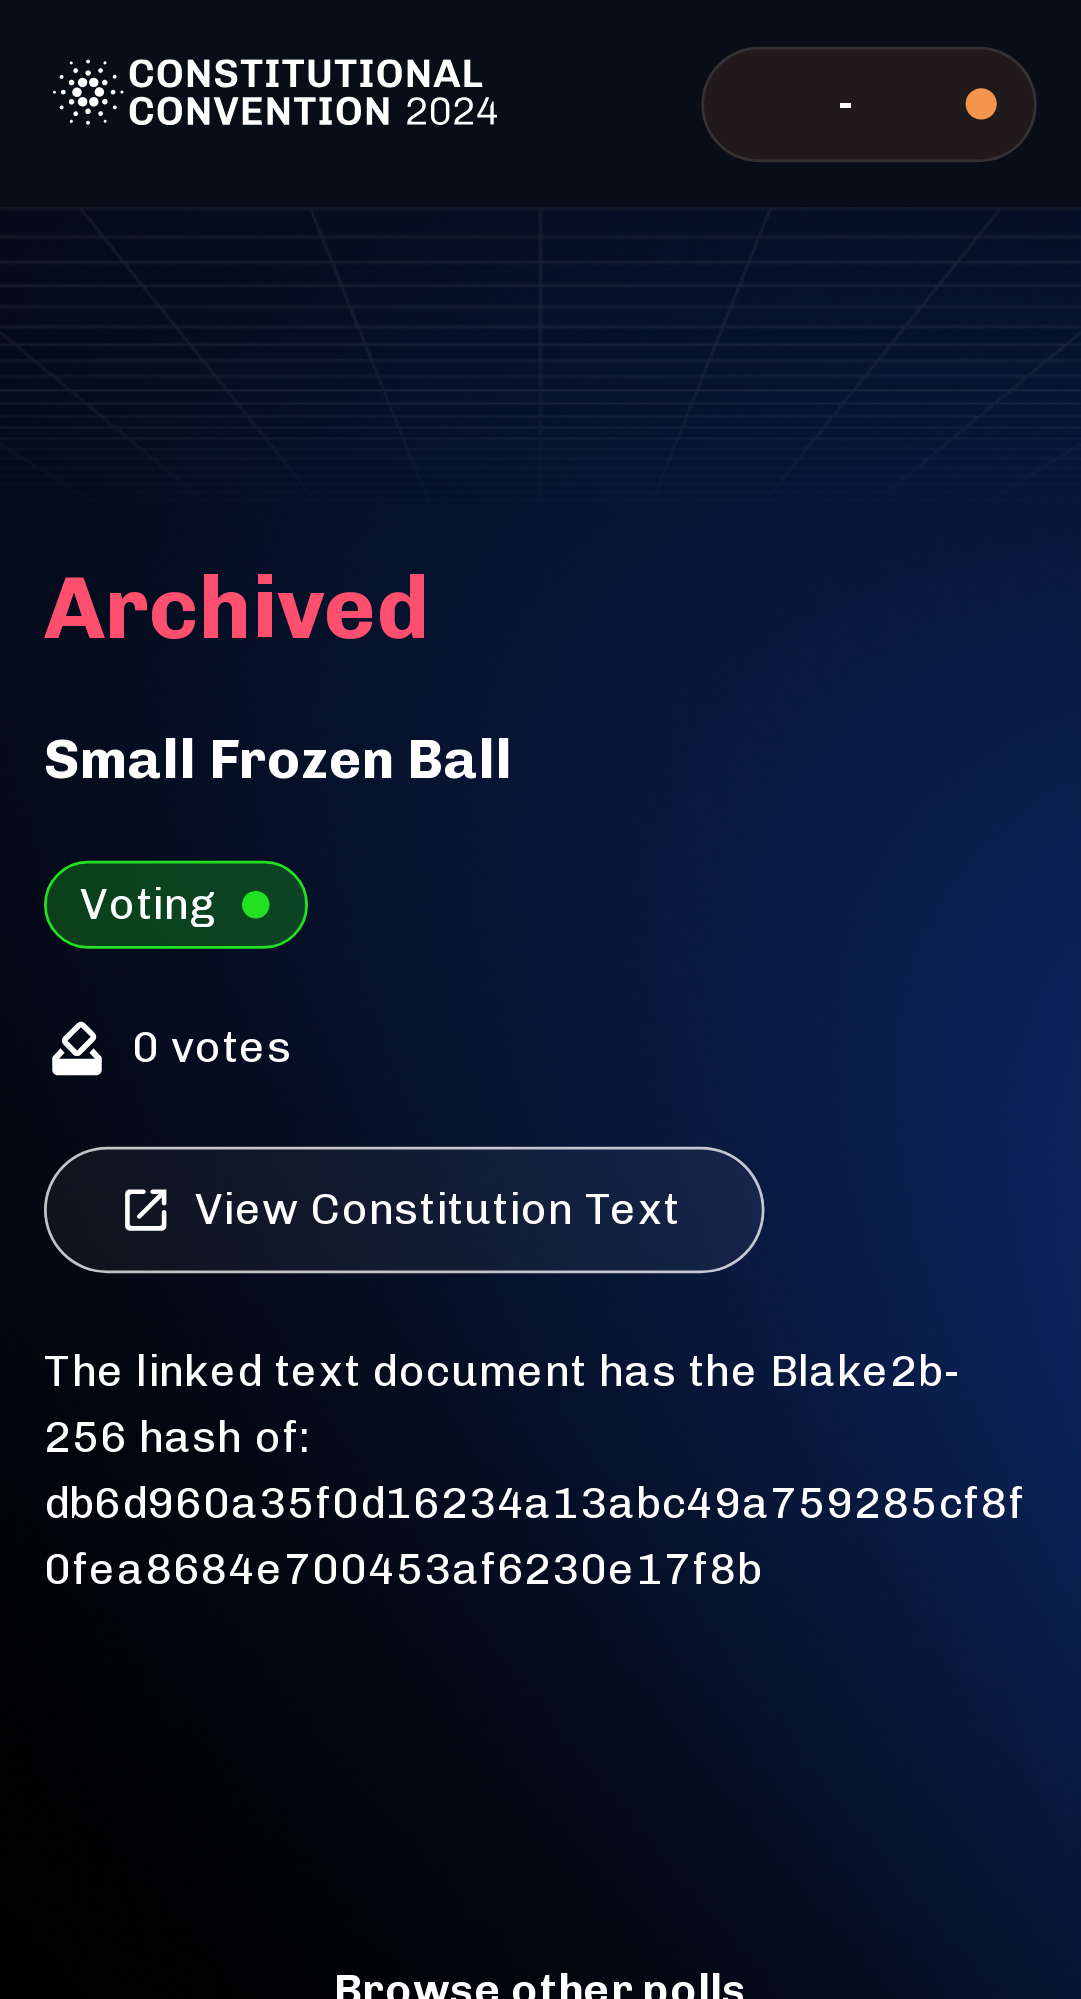 CONSTITUTIONAL
CONVENTION 2024
-
Archived
Small Frozen Ball
Voting
0 votes
View Constitution Text
The linked text document has the Blake2b-
256 hash of:
db6d960a35f0d16234a13abc49a759285cf8f
0fea8684e700453af6230e17f8b
Browse other polls